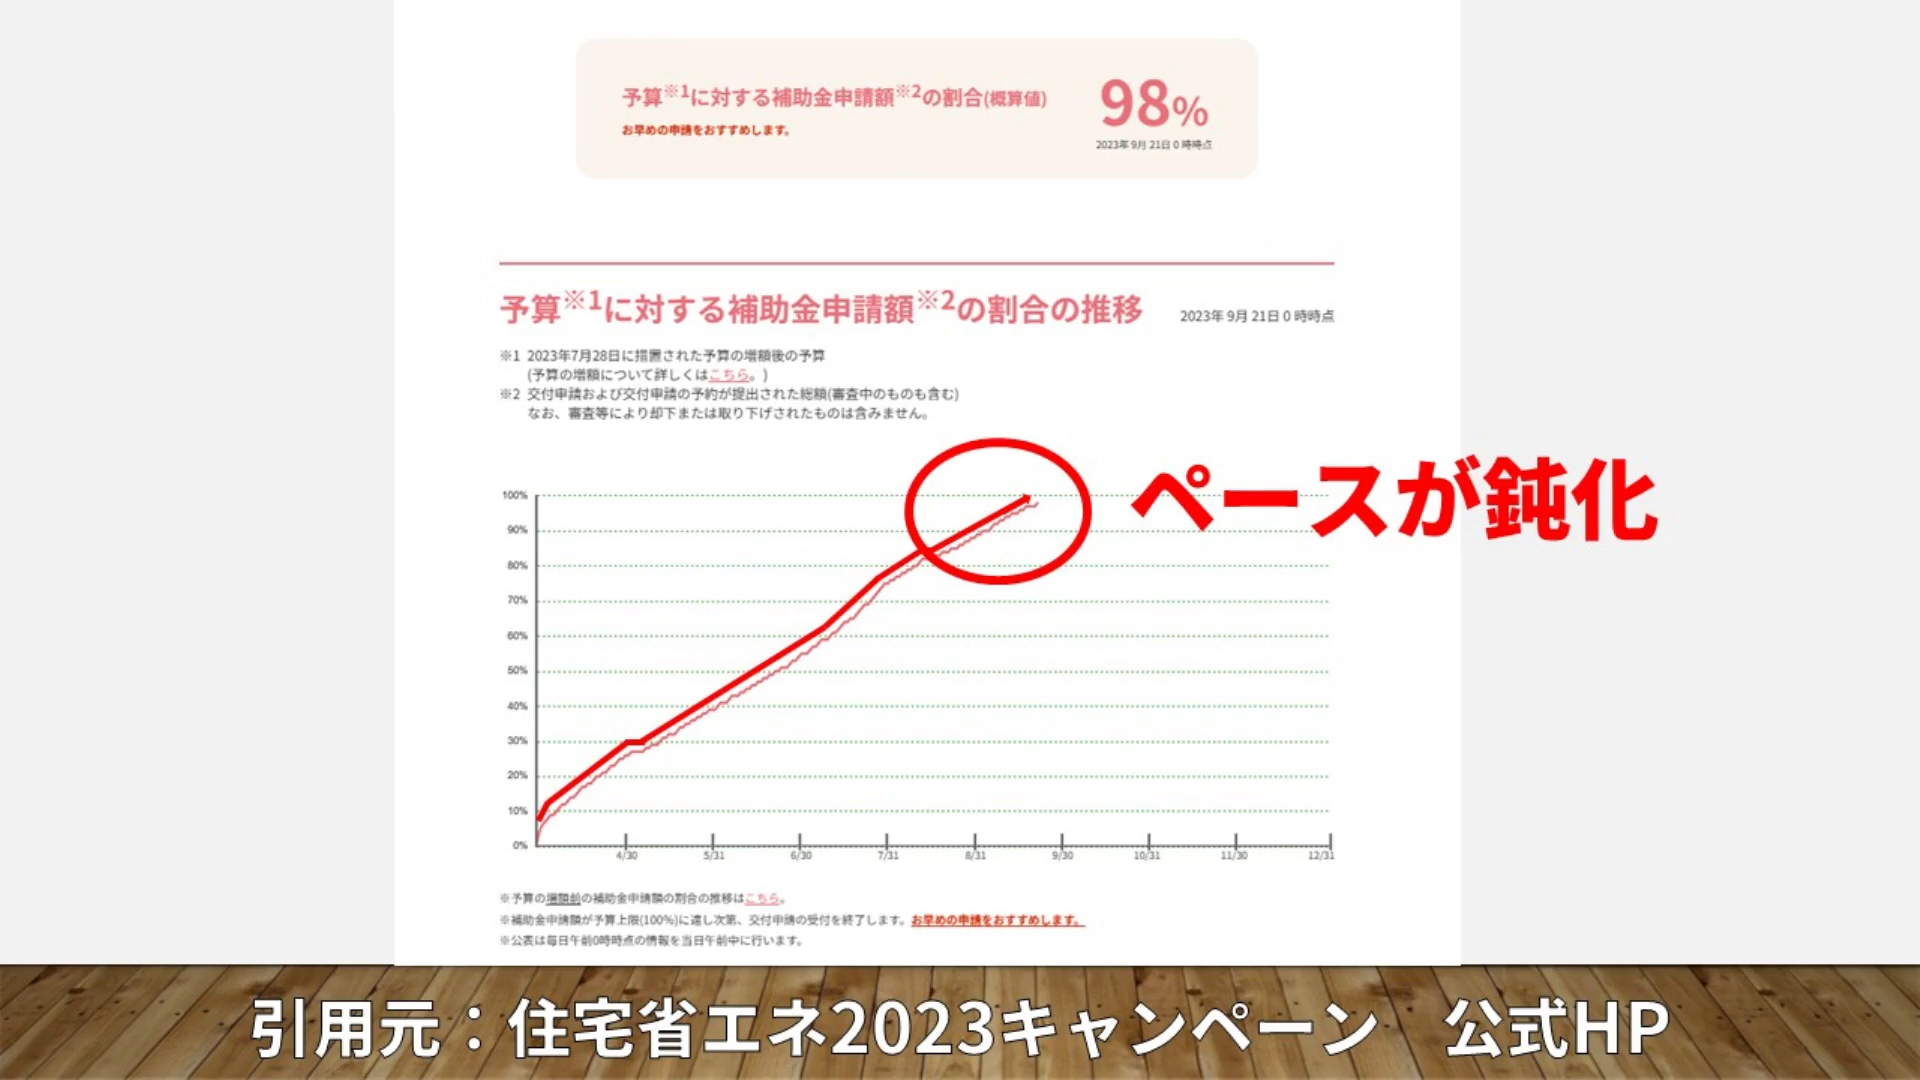 予算※1に対する補助金申請額※2の割合(概算値)
お早めの申請をおすすめします。
98%
2023年 9月 21日 0 時時点
予算※1に対する補助金申請額※2の割合の推移
2023年 9月 21日 0 時時点
※1 2023年7月28日に措置された予算の増額後の予算
(予算の増額について詳しくはこちら。)
※2 交付申請および交付申請の予約が提出された総額(審査中のものも含む)
なお、審査等により却下または取り下げされたものは含みません。
ペースが鈍化
100%
90%
80%
70%
60%
50%
40%
30%
20%
10%
0%
4/30 5/31 6/30 7/31 8/31 9/30 10/31 11/30 12/31
※予算の増額前の補助金申請額の割合の推移はこちら。
※補助金申請額が予算上限(100%)に達し次第、交付申請の受付を終了します。お早めの申請をおすすめします。
※公表は毎日午前0時時点の情報を当日午前中に行います。
引用元：住宅省エネ2023キャンペーン　公式HP